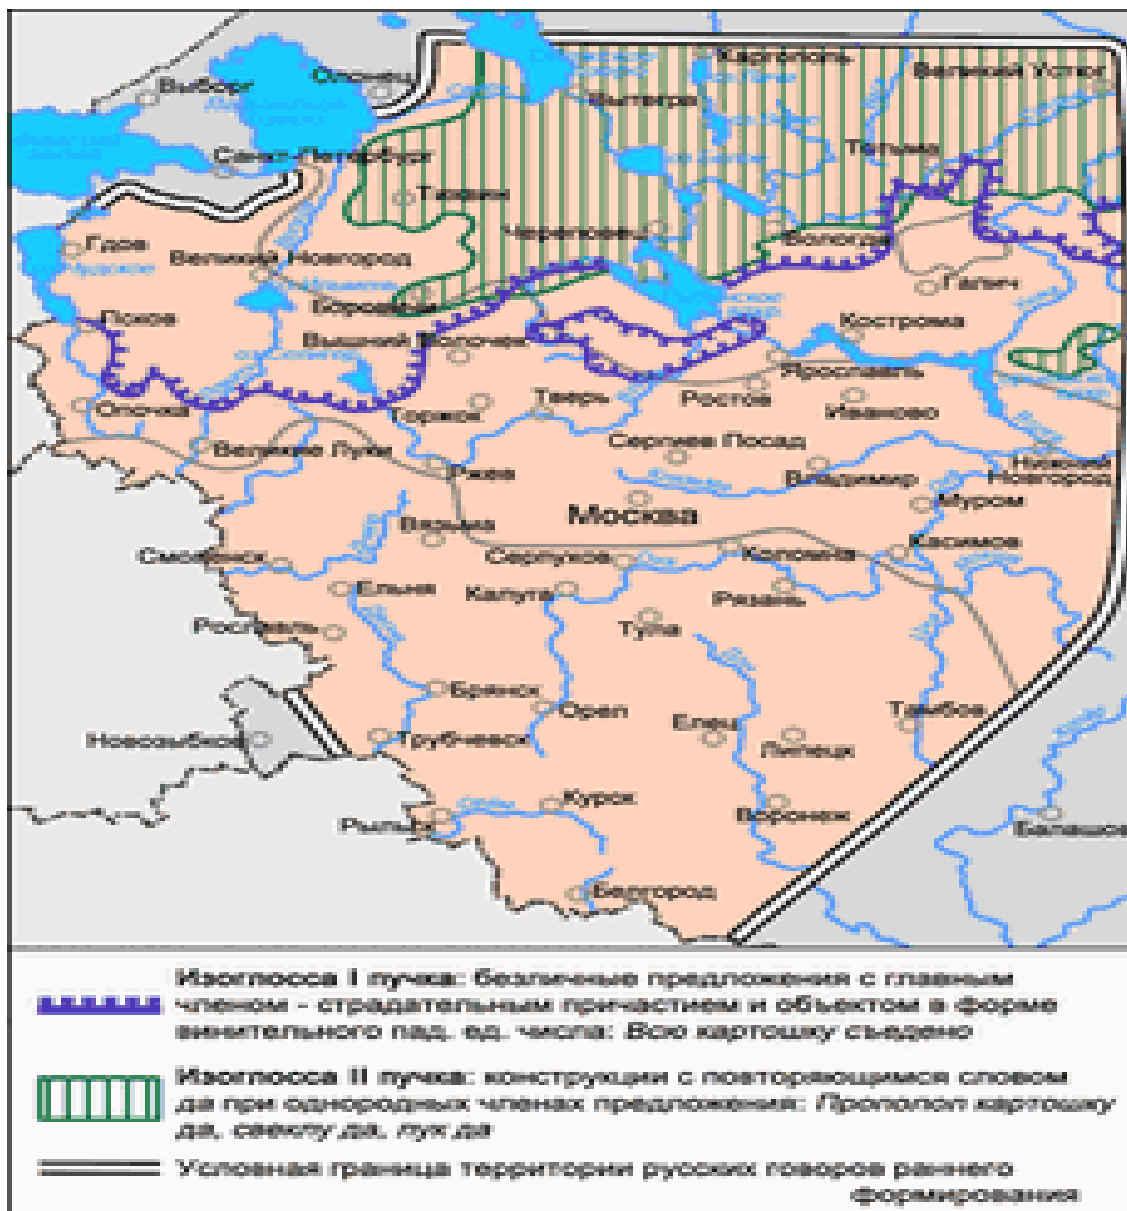 Каргополь
Великий Устюг
Олонец
Выборг
Вытегра
Санкт-Петербург
Тотьма
Тихвин
Череповец
Вологда
Гдов
Великий Новгород
Галич
Боровичи
Псков
Кострома
Вышний Волочек
Ярославль
Опочка
Торжок
Тверь
Ростов
Иваново
Великие Луки
Сергиев Посад
Ржев
Владимир
Нижний
Новгород
Муром
Москва
Вязьма
Смоленск
Серпухов
Коломна
Касимов
Ельня
Калуга
Рязань
Рославль
Тула
Брянск
Орел
Елец
Тамбов
Новозыбков
Трубчевск
Липецк
Курск
Рыльск
Воронеж
Балашов
Белгород
Изоглосса I пучка: безличные предложения с главным
членом - страдательным причастием и объектом в форме
винительного пад. ед. числа: Всю картошку съедено
Изоглосса II пучка: конструкции с повторяющимся словом
да при однородных членах предложения: Прополол картошку
да, свеклу да, лук да
Условная граница территории русских говоров раннего
формирования